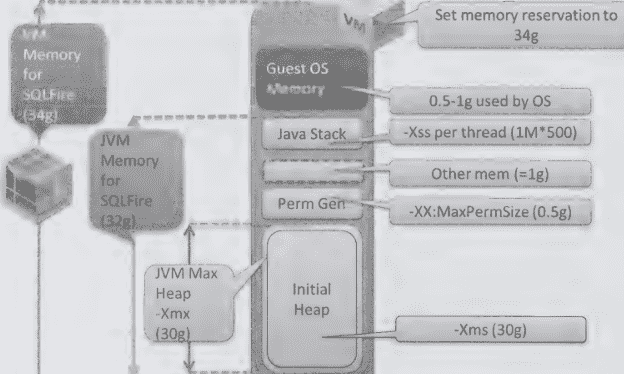 VM
Memory
for
SQLFire
(34g)
JVM
Memory
for
SQLFire
(32g)
JVM Max
Heap
-Xmx
(30g)
VM
Guest OS
Memory
Java Stack
Perm Gen
Initial
Heap
Set memory reservation to
34g
0.5-1g used by OS
-Xss per thread (1M*500)
Other mem (=1g)
-XX:MaxPermSize (0.5g)
-Xms (30g)